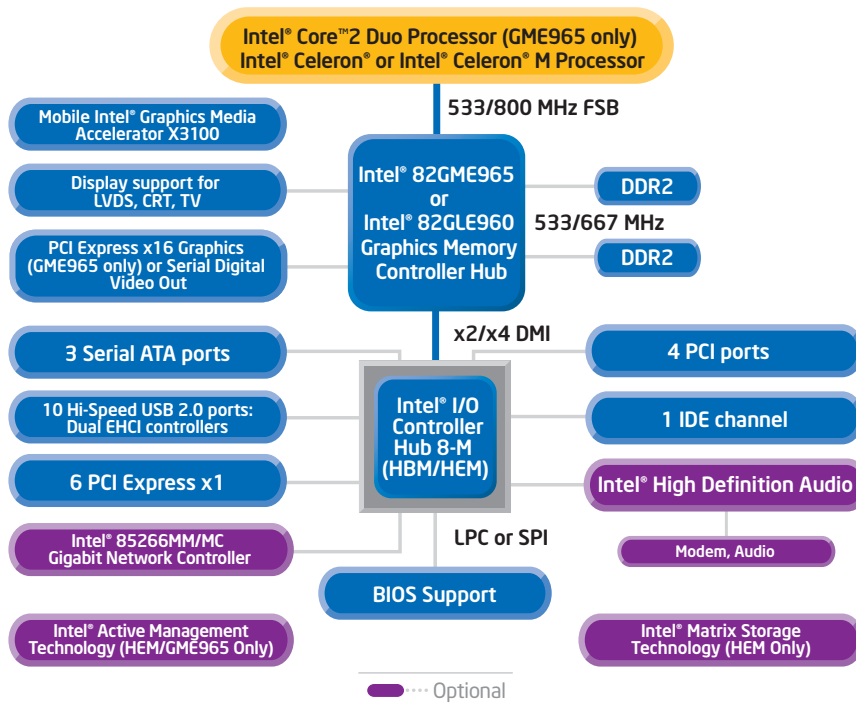 Intel® Core™2 Duo Processor (GME965 only)
Intel® Celeron® or Intel® Celeron® M Processor
533/800 MHz FSB
Mobile Intel® Graphics Media
Accelerator X3100
Display support for
LVDS, CRT, TV
PCI Express x16 Graphics
(GME965 only) or Serial Digital
Video Out
Intel® 82GME965
or
Intel® 82GLE960
Graphics Memory
Controller Hub
DDR2
533/667 MHz
DDR2
x2/x4 DMI
3 Serial ATA ports
10 Hi-Speed USB 2.0 ports:
Dual EHCI controllers
6 PCI Express x1
Intel® 85266MM/MC
Gigabit Network Controller
Intel® I/O
Controller
Hub 8-M
(HBM/HEM)
4 PCI ports
1 IDE channel
Intel® High Definition Audio
Modem, Audio
LPC or SPI
BIOS Support
Intel® Active Management
Technology (HEM/GME965 Only)
Intel® Matrix Storage
Technology (HEM Only)
Optional